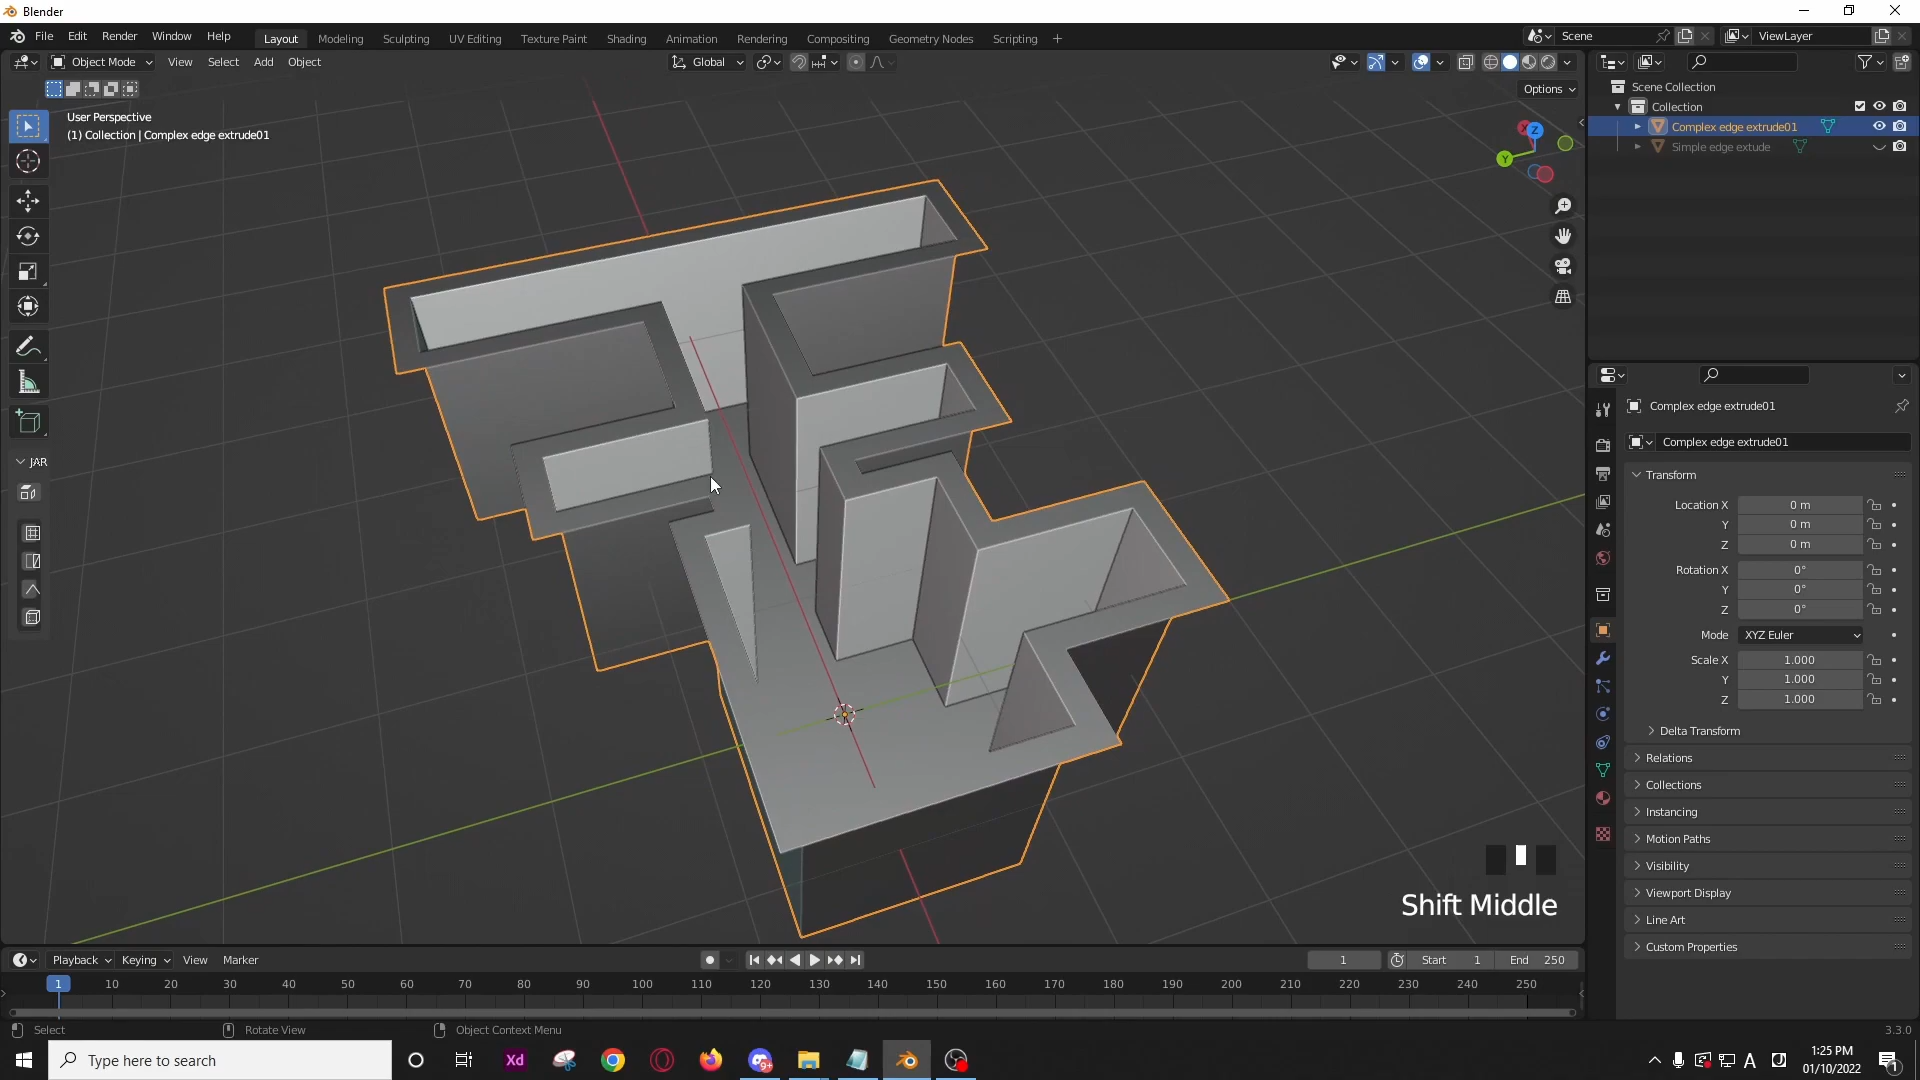 Blender
File Edit Render Window Help Layout Modeling Sculpting UV Editing Texture Paint Shading Animation Rendering Compositing Geometry Nodes Scripting + Scene ViewLayer
Object Mode View Select Add Object Global
Options
User Perspective
(1) Collection | Complex edge extrude01
Scene Collection
Collection
Complex edge extrude01
Simple edge extude
X
Y
Z
JAR
Complex edge extrude01
Complex edge extrude01
Transform
Location X 0 m
Y 0 m
Z 0 m
Rotation X 0°
Y 0°
Z 0°
Mode XYZ Euler
Scale X 1.000
Y 1.000
Z 1.000
Delta Transform
Relations
Collections
Instancing
Motion Paths
Visibility
Viewport Display
Line Art
Custom Properties
Shift Middle
Playback Keying View Marker 1 Start 1 End 250
1 10 20 30 40 50 60 70 80 90 100 110 120 130 140 150 160 170 180 190 200 210 220 230 240 250
Select Rotate View Object Context Menu 3.3.0
Type here to search
Xd
9+
A
1:25 PM
01/10/2022
1